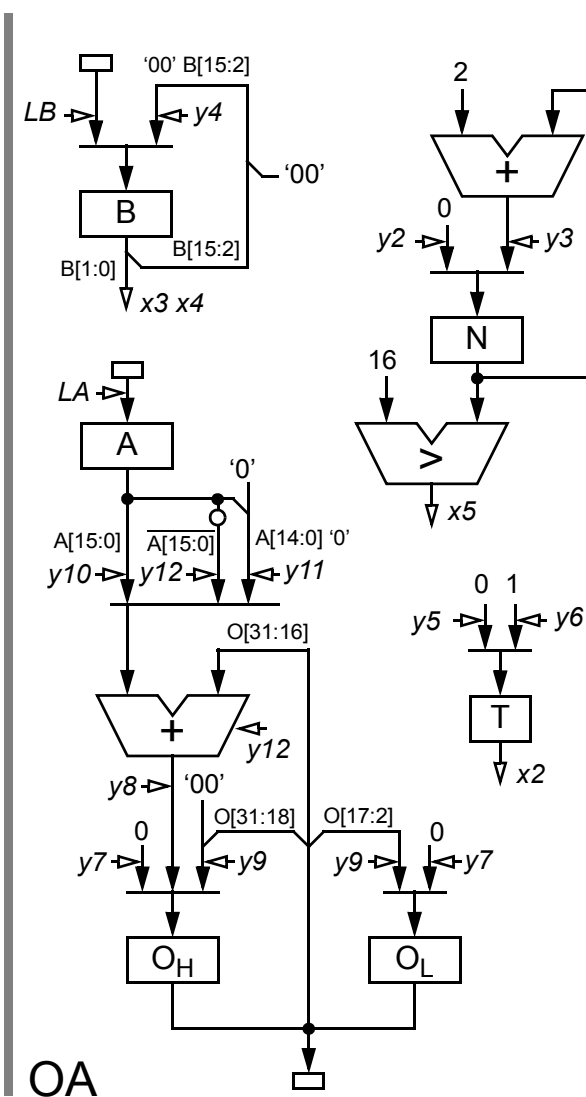 '00' B[15:2]
LB
y4
'00'
B
B[15:2]
B[1:0]
x3 x4
2
+
0
y2
y3
N
16
>
x5
LA
A
'0'
A[15:0]
A[15:0]
A[14:0] '0'
y10
y12
y11
O[31:16]
+
y12
y8
'00'
O[31:18]
O[17:2]
0
0
y7
y9
y9
y7
OH
OL
0 1
y5
y6
T
x2
OA